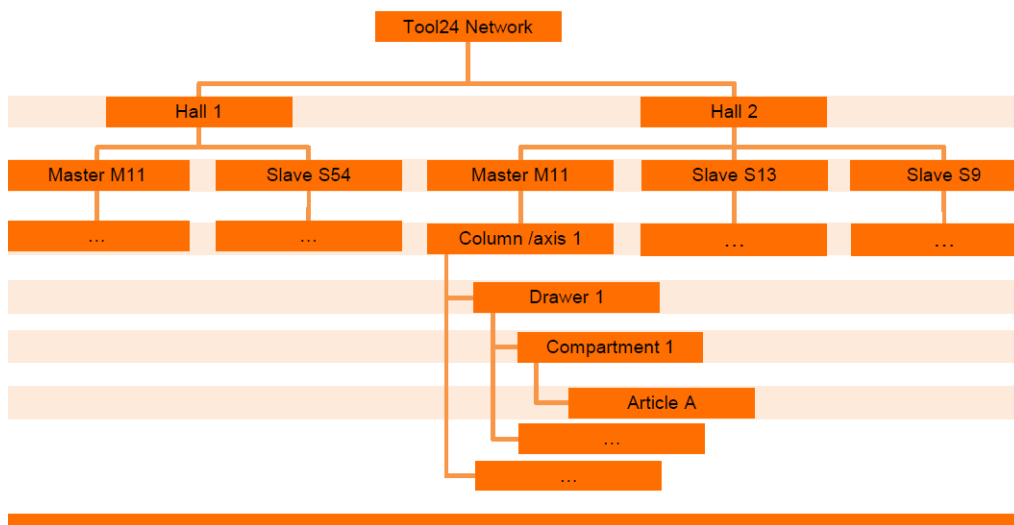 Tool24 Network
Hall 1
Hall 2
Master M11
Slave S54
Master M11
Slave S13
Slave S9
...
...
Column /axis 1
...
...
Drawer 1
Compartment 1
Article A
...
...